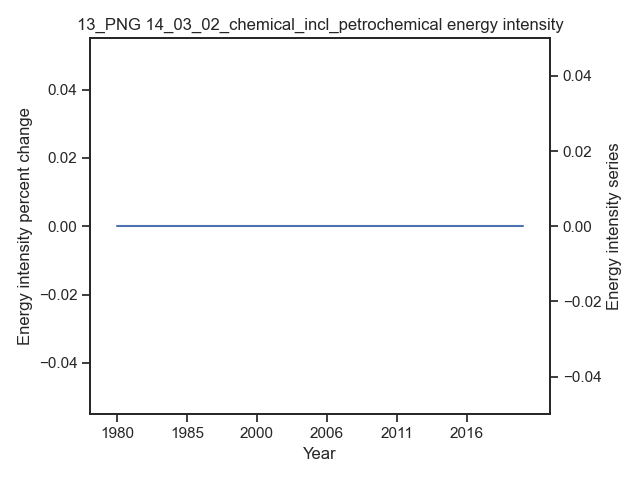 13_PNG 14_03_02_chemical_incl_petrochemical energy intensity
Energy intensity percent change
0.04
0.02
0.00
−0.02
−0.04
0.04
0.02
0.00
−0.02
−0.04
Energy intensity series
1980 1985 2000 2006 2011 2016
Year